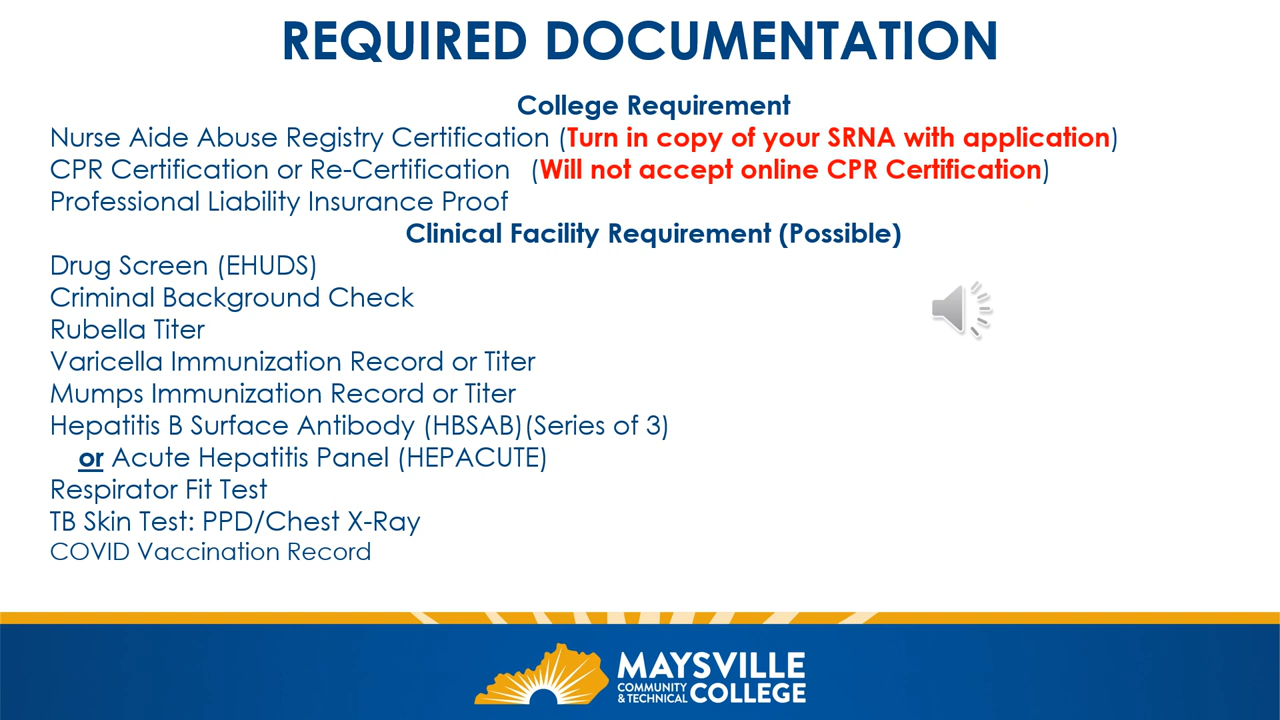 REQUIRED DOCUMENTATION
College Requirement
Nurse Aide Abuse Registry Certification (Turn in copy of your SRNA with application)
CPR Certification or Re-Certification (Will not accept online CPR Certification)
Professional Liability Insurance Proof
Clinical Facility Requirement (Possible)
Drug Screen (EHUDS)
Criminal Background Check
Rubella Titer
Varicella Immunization Record or Titer
Mumps Immunization Record or Titer
Hepatitis B Surface Antibody (HBSAB)(Series of 3)
or Acute Hepatitis Panel (HEPACUTE)
Respirator Fit Test
TB Skin Test: PPD/Chest X-Ray
COVID Vaccination Record
MAYSVILLE
COMMUNITY & TECHNICAL COLLEGE